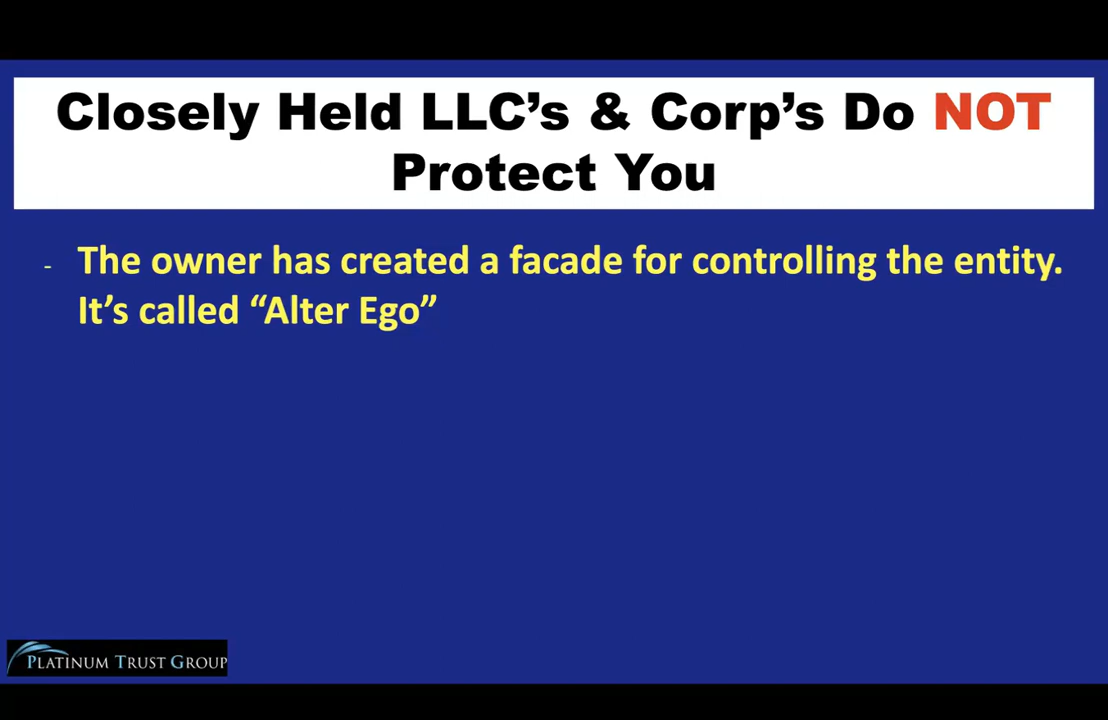 Closely Held LLC’s & Corp’s Do NOT
Protect You
- The owner has created a facade for controlling the entity.
It’s called “Alter Ego”
PLATINUM TRUST GROUP